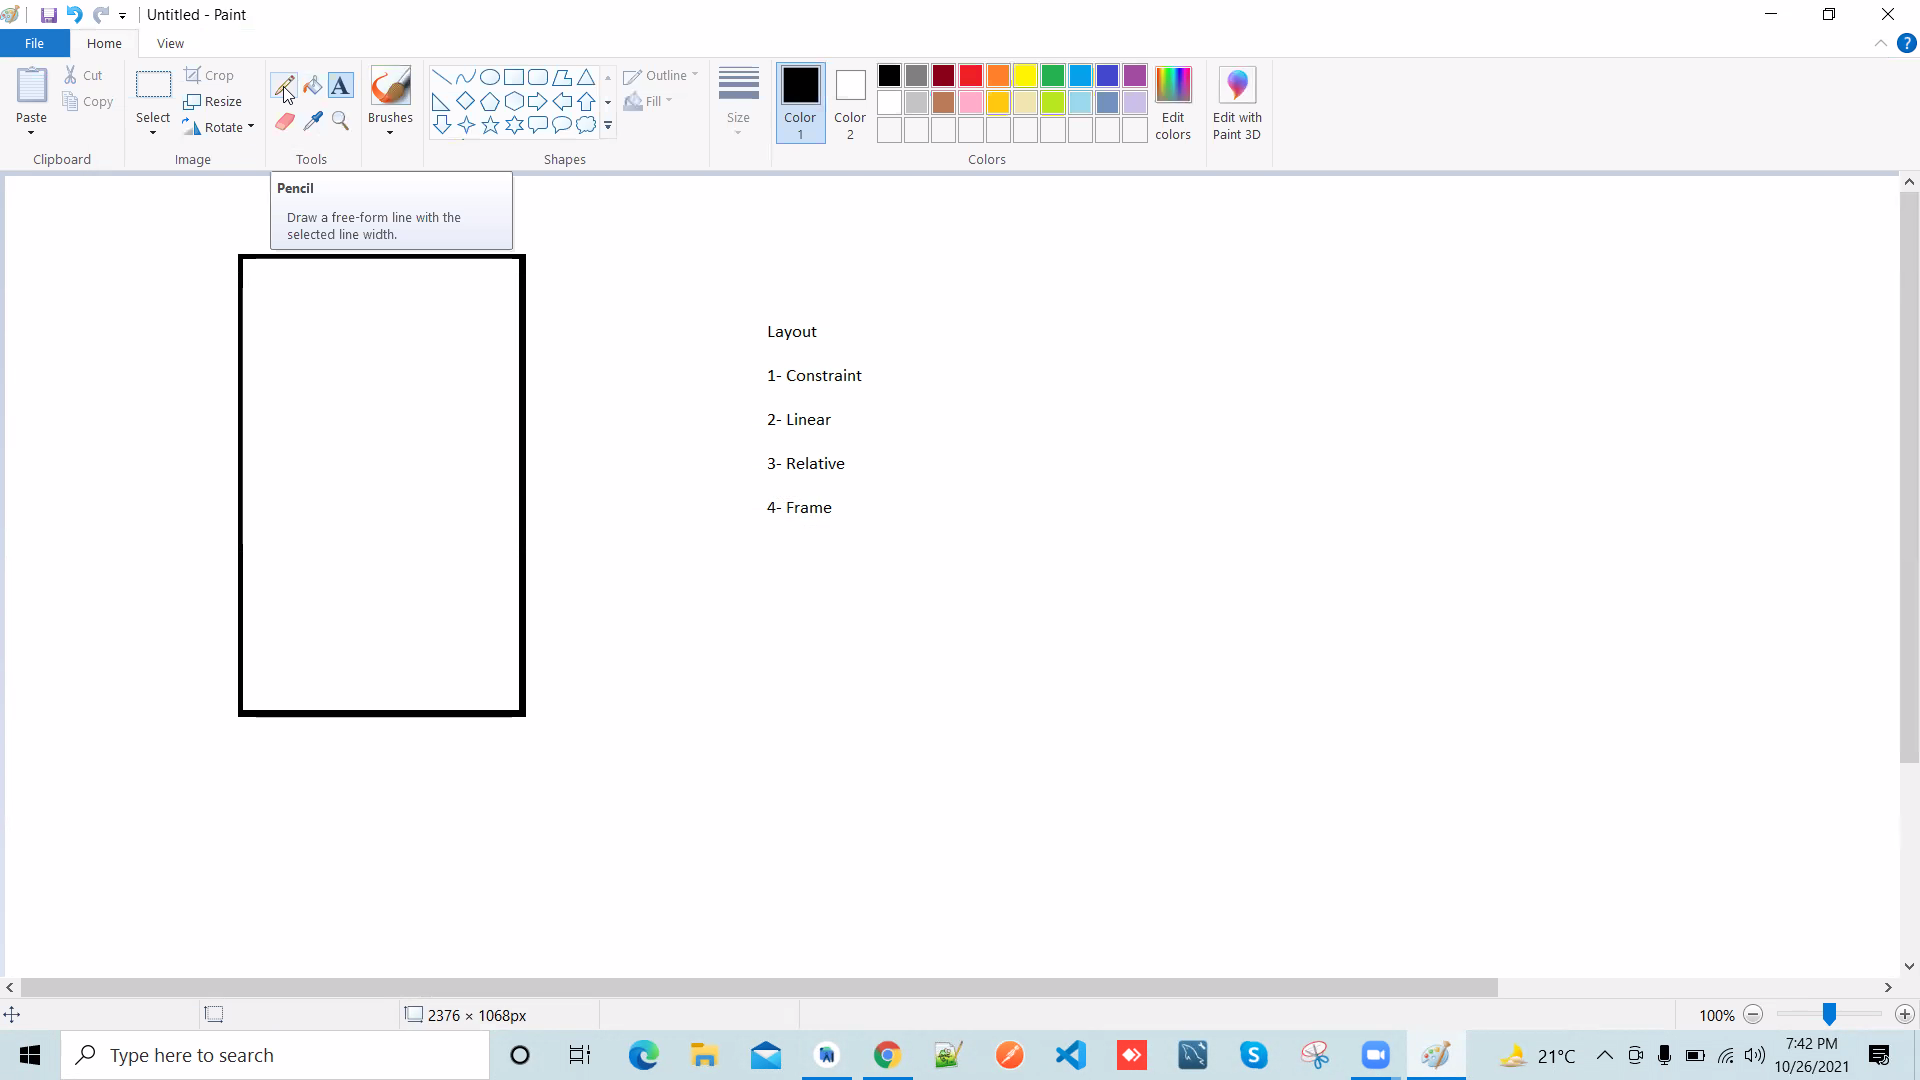 Untitled - Paint
File
Home
View
?
Paste
Cut
Copy
Clipboard
Select
Crop
Resize
Rotate
Image
A
Tools
Brushes
Shapes
Outline
Fill
Size
Color 1
Color 2
Colors
Edit colors
Edit with Paint 3D
Pencil
Draw a free-form line with the
selected line width.
Layout
1- Constraint
2- Linear
3- Relative
4- Frame
2376 × 1068px
100%
Type here to search
21°C
7:42 PM
10/26/2021